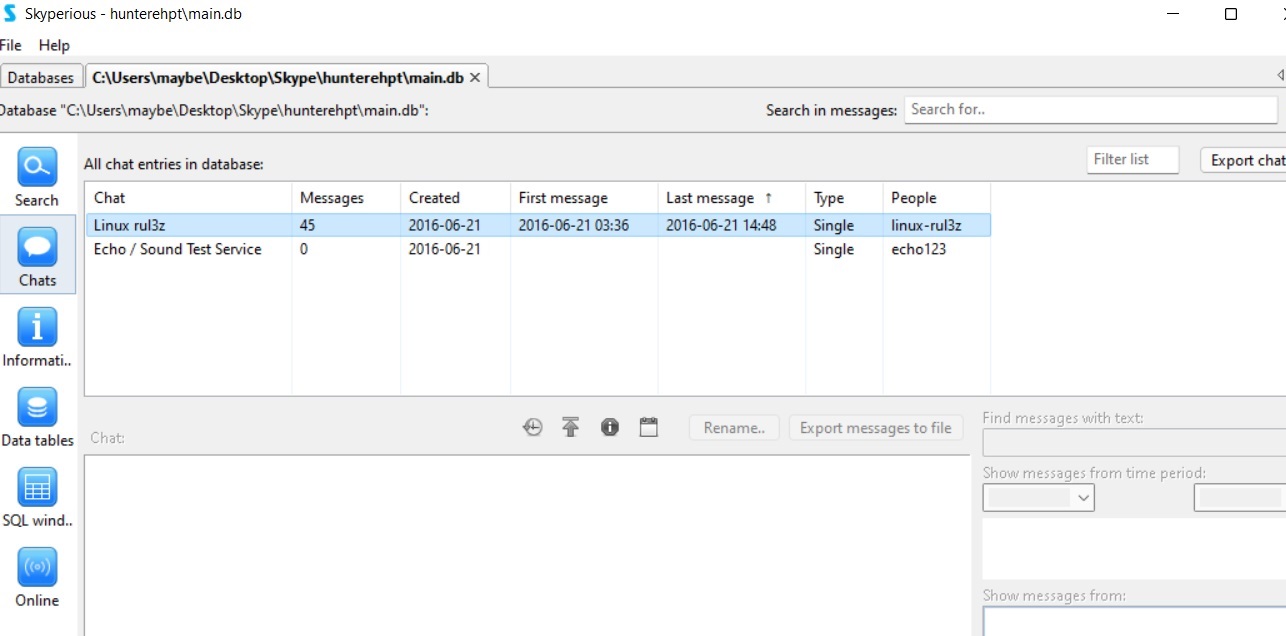 Skyperious - hunterehpt\main.db
File Help
Databases C:\Users\maybe\Desktop\Skype\hunterehpt\main.db
Database "C:\Users\maybe\Desktop\Skype\hunterehpt\main.db": Search in messages: Search for..
Search
Chats
Informati..
Data tables
SQL wind..
Online
All chat entries in database: Filter list Export chat
Chat Messages Created First message Last message ↑ Type People
Linux rul3z 45 2016-06-21 2016-06-21 03:36 2016-06-21 14:48 Single linux-rul3z
Echo / Sound Test Service 0 2016-06-21 Single echo123
Chat: Rename.. Export messages to file
Find messages with text:
Show messages from time period:
Show messages from: